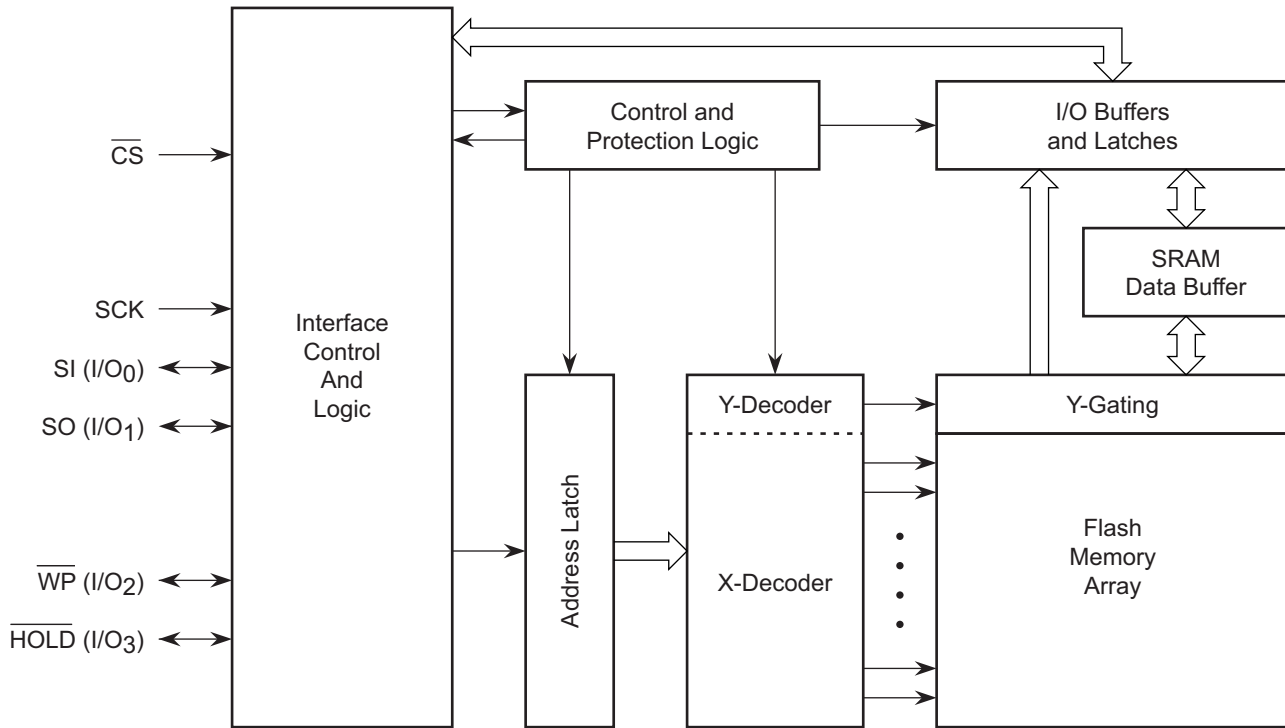 Control and
Protection Logic
I/O Buffers
and Latches
CS
SRAM
Data Buffer
SCK
Interface
Control
And
Logic
SI (I/O0)
SO (I/O1)
Y-Decoder
Y-Gating
Address Latch
X-Decoder
Flash
Memory
Array
WP (I/O2)
HOLD (I/O3)